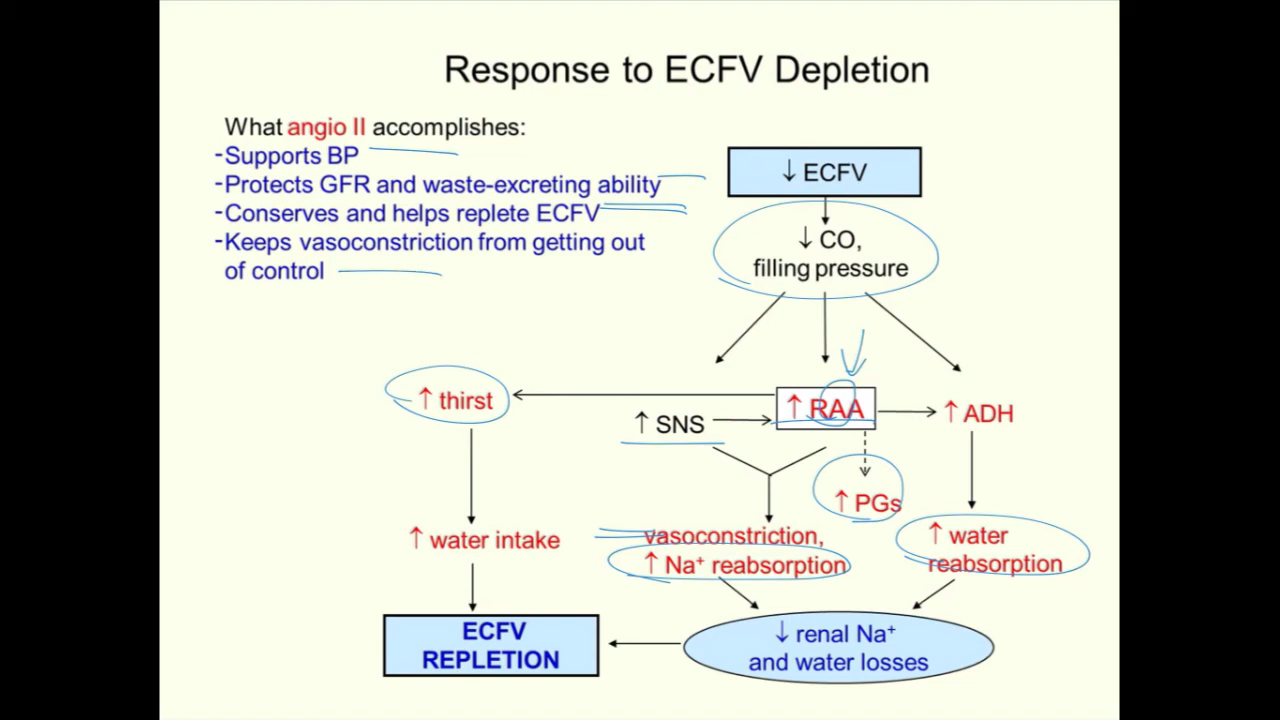 Response to ECFV Depletion
What angio II accomplishes:
-Supports BP
-Protects GFR and waste-excreting ability
-Conserves and helps replete ECFV
-Keeps vasoconstriction from getting out
of control
↓ ECFV
↓ CO,
filling pressure
↑ thirst
↑ SNS
↑ RAA
↑ ADH
↑ PGs
↑ water intake
vasoconstriction,
↑ Na⁺ reabsorption
↑ water
reabsorption
ECFV
REPLETION
↓ renal Na⁺
and water losses